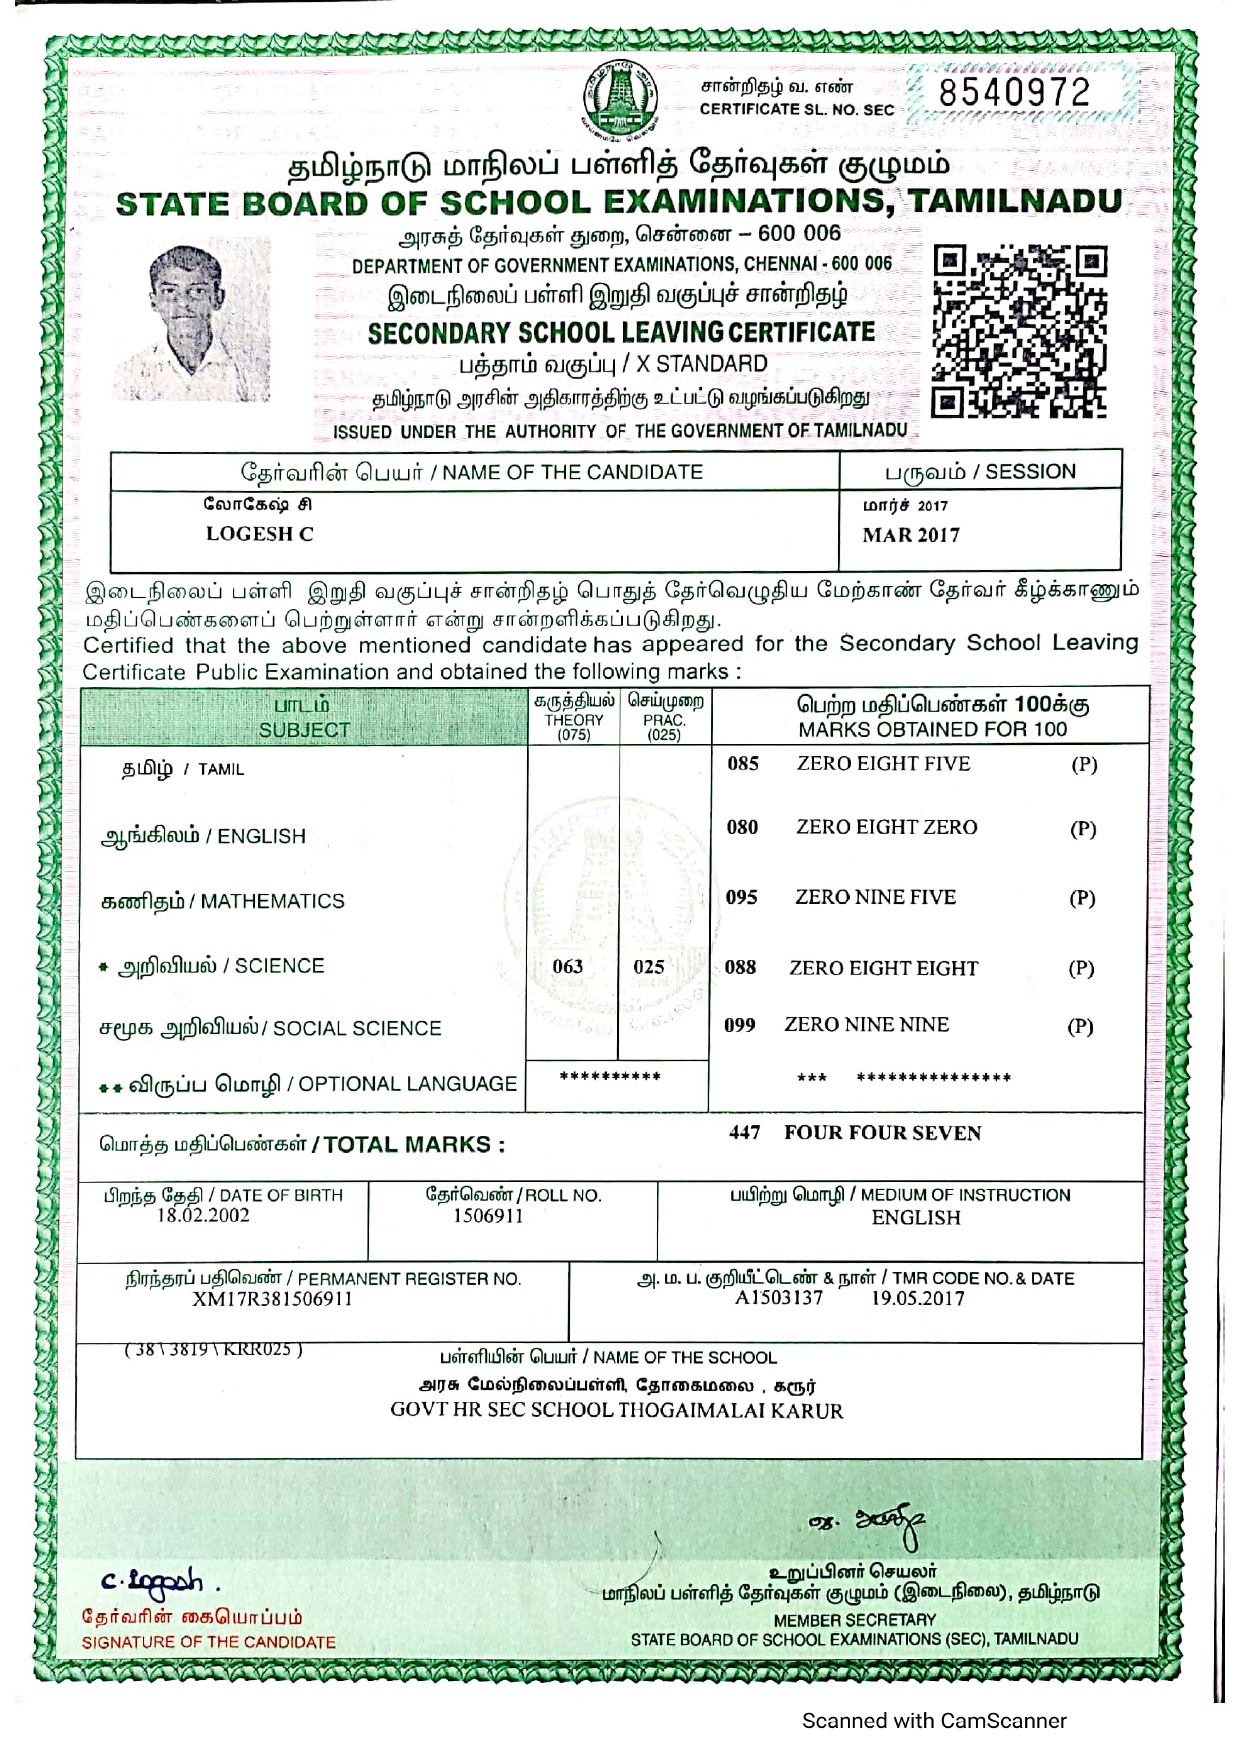 சான்றிதழ் வ. எண்
CERTIFICATE SL. NO. SEC 8540972
தமிழ்நாடு மாநிலப் பள்ளித் தேர்வுகள் குழுமம்
STATE BOARD OF SCHOOL EXAMINATIONS, TAMILNADU
அரசுத் தேர்வுகள் துறை, சென்னை – 600 006
DEPARTMENT OF GOVERNMENT EXAMINATIONS, CHENNAI - 600 006
இடைநிலைப் பள்ளி இறுதி வகுப்புச் சான்றிதழ்
SECONDARY SCHOOL LEAVING CERTIFICATE
பத்தாம் வகுப்பு / X STANDARD
தமிழ்நாடு அரசின் அதிகாரத்திற்கு உட்பட்டு வழங்கப்படுகிறது
ISSUED UNDER THE AUTHORITY OF THE GOVERNMENT OF TAMILNADU
தேர்வரின் பெயர் / NAME OF THE CANDIDATE பருவம் / SESSION
லோகேஷ் சி மார்ச் 2017
LOGESH C MAR 2017
இடைநிலைப் பள்ளி இறுதி வகுப்புச் சான்றிதழ் பொதுத் தேர்வெழுதிய மேற்காண் தேர்வர் கீழ்க்காணும்
மதிப்பெண்களைப் பெற்றுள்ளார் என்று சான்றளிக்கப்படுகிறது.
Certified that the above mentioned candidate has appeared for the Secondary School Leaving
Certificate Public Examination and obtained the following marks :
பாடம் கருத்தியல் செய்முறை பெற்ற மதிப்பெண்கள் 100க்கு
SUBJECT THEORY PRAC. MARKS OBTAINED FOR 100
(075) (025)
தமிழ் / TAMIL 085 ZERO EIGHT FIVE (P)
ஆங்கிலம் / ENGLISH 080 ZERO EIGHT ZERO (P)
கணிதம் / MATHEMATICS 095 ZERO NINE FIVE (P)
* அறிவியல் / SCIENCE 063 025 088 ZERO EIGHT EIGHT (P)
சமூக அறிவியல் / SOCIAL SCIENCE 099 ZERO NINE NINE (P)
** விருப்ப மொழி / OPTIONAL LANGUAGE ********** *** ***************
மொத்த மதிப்பெண்கள் / TOTAL MARKS : 447 FOUR FOUR SEVEN
பிறந்த தேதி / DATE OF BIRTH தேர்வெண் / ROLL NO. பயிற்று மொழி / MEDIUM OF INSTRUCTION
18.02.2002 1506911 ENGLISH
நிரந்தரப் பதிவெண் / PERMANENT REGISTER NO. அ. ம. ப. குறியீட்டெண் & நாள் / TMR CODE NO. & DATE
XM17R381506911 A1503137 19.05.2017
( 38 \ 3819 \ KRR025 )
பள்ளியின் பெயர் / NAME OF THE SCHOOL
அரசு மேல்நிலைப்பள்ளி, தோகைமலை , கரூர்
GOVT HR SEC SCHOOL THOGAIMALAI KARUR
C. Logesh .
தேர்வரின் கையொப்பம்
SIGNATURE OF THE CANDIDATE
உறுப்பினர் செயலர்
மாநிலப் பள்ளித் தேர்வுகள் குழுமம் (இடைநிலை), தமிழ்நாடு
MEMBER SECRETARY
STATE BOARD OF SCHOOL EXAMINATIONS (SEC), TAMILNADU
Scanned with CamScanner